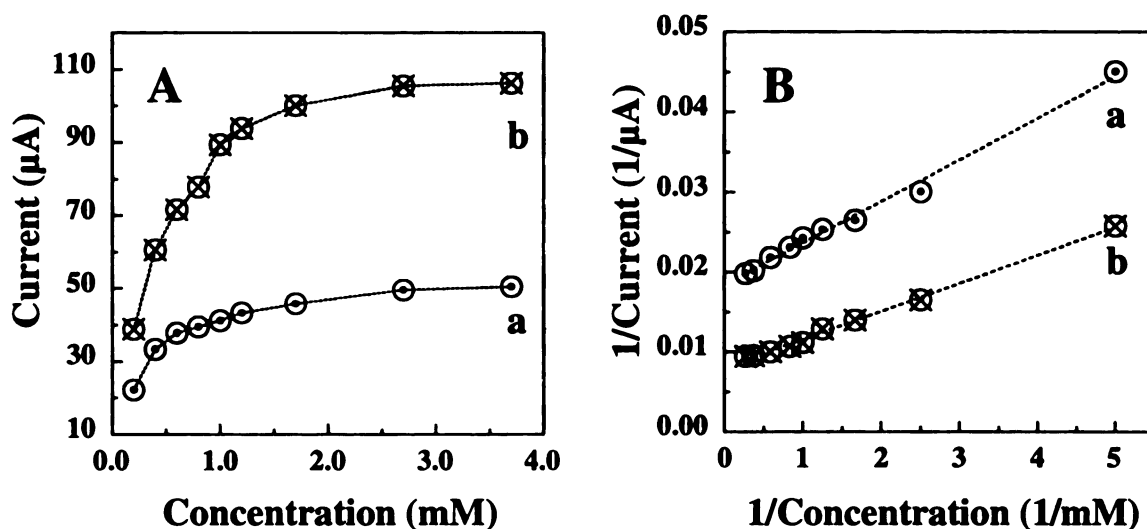 A
110
90
70
50
30
10
Current (µA)
b
a
0.0 1.0 2.0 3.0 4.0
Concentration (mM)
B
0.05
0.04
0.03
0.02
0.01
0.00
1/Current (1/µA)
a
b
1 2 3 4 5
1/Concentration (1/mM)